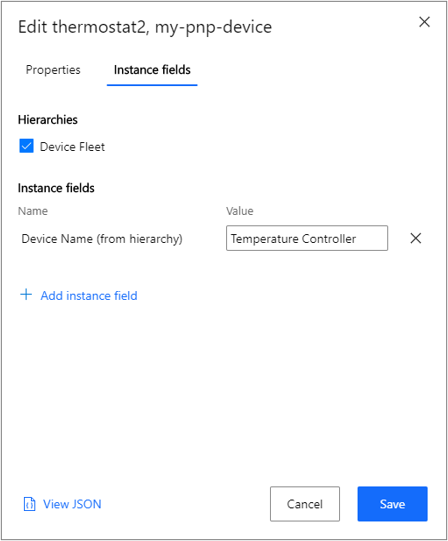 Edit thermostat2, my-pnp-device
Properties Instance fields
Hierarchies
Device Fleet
Instance fields
Name Value
Device Name (from hierarchy) Temperature Controller
Add instance field
View JSON Cancel Save